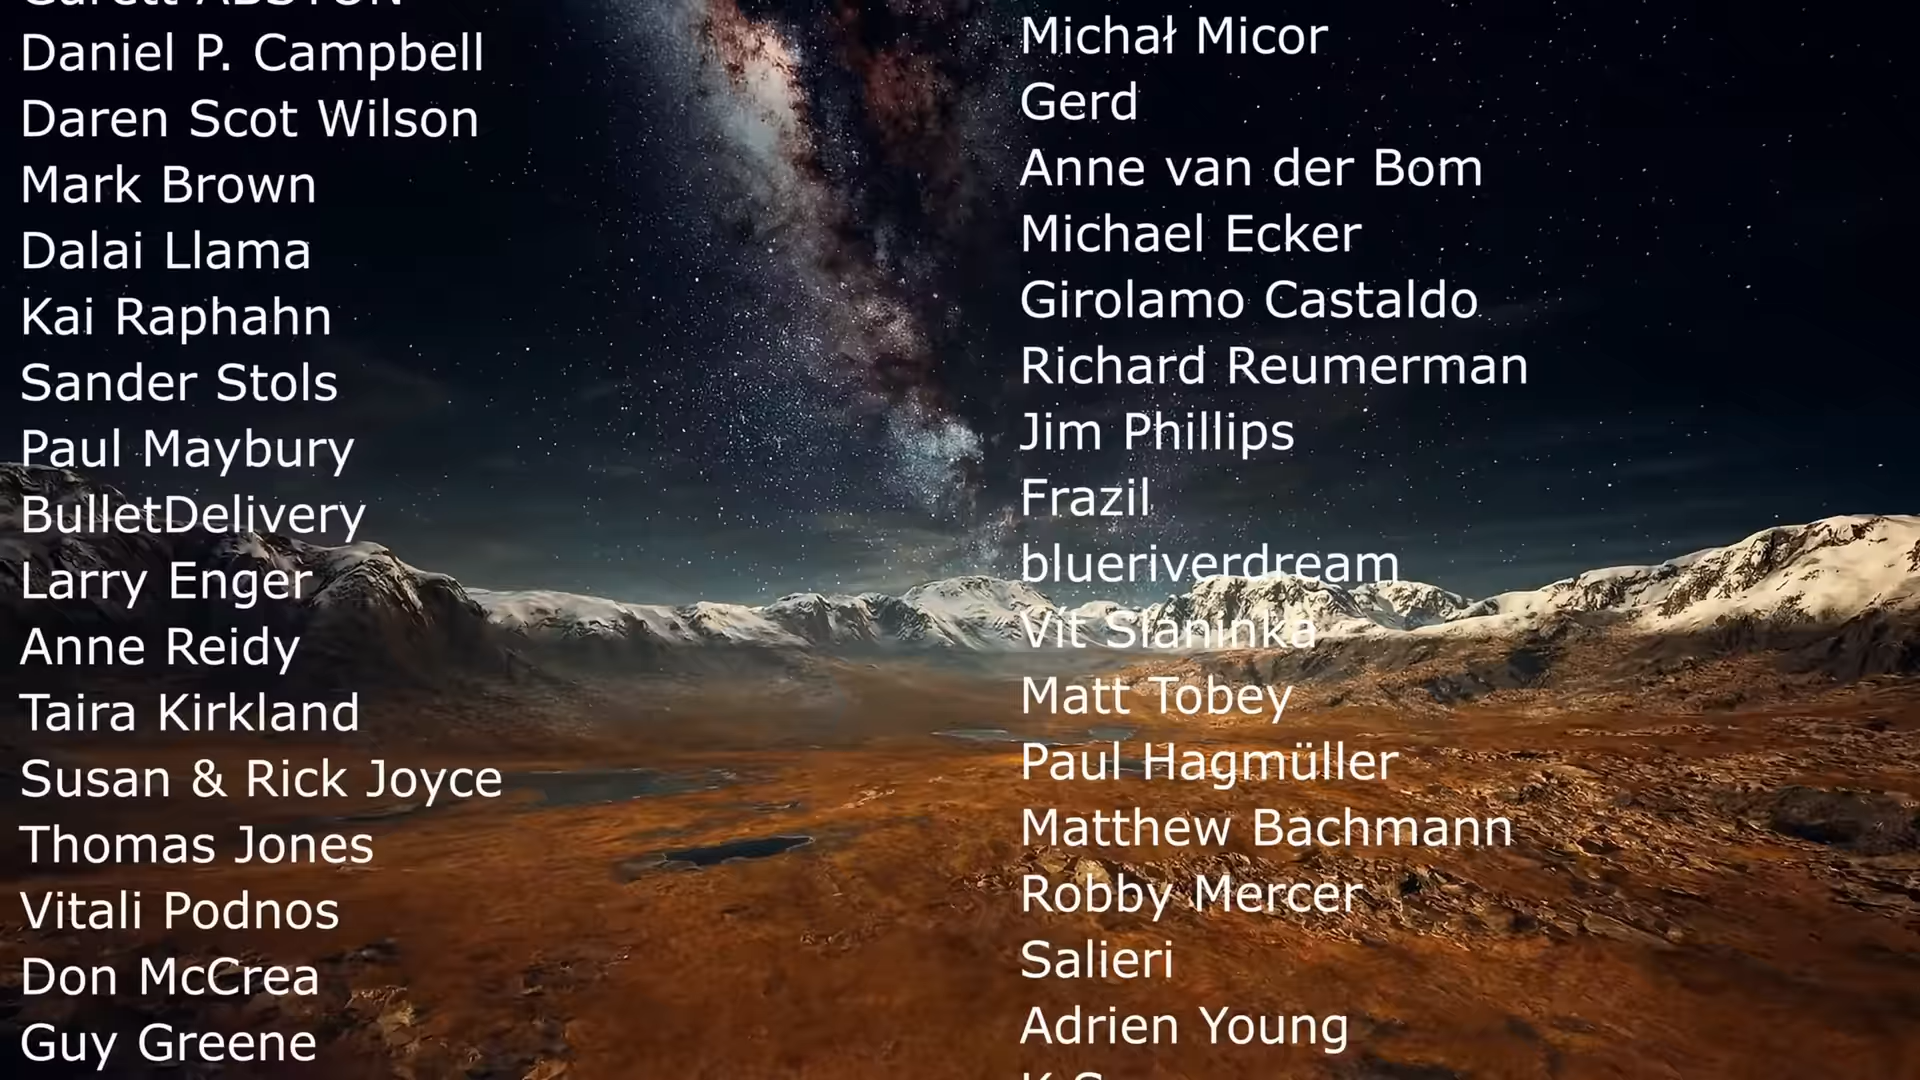 Daniel P. Campbell
Daren Scot Wilson
Mark Brown
Dalai Llama
Kai Raphahn
Sander Stols
Paul Maybury
BulletDelivery
Larry Enger
Anne Reidy
Taira Kirkland
Susan & Rick Joyce
Thomas Jones
Vitali Podnos
Don McCrea
Guy Greene
Michał Micor
Gerd
Anne van der Bom
Michael Ecker
Girolamo Castaldo
Richard Reumerman
Jim Phillips
Frazil
blueriverdream
Vít Slaninka
Matt Tobey
Paul Hagmüller
Matthew Bachmann
Robby Mercer
Salieri
Adrien Young